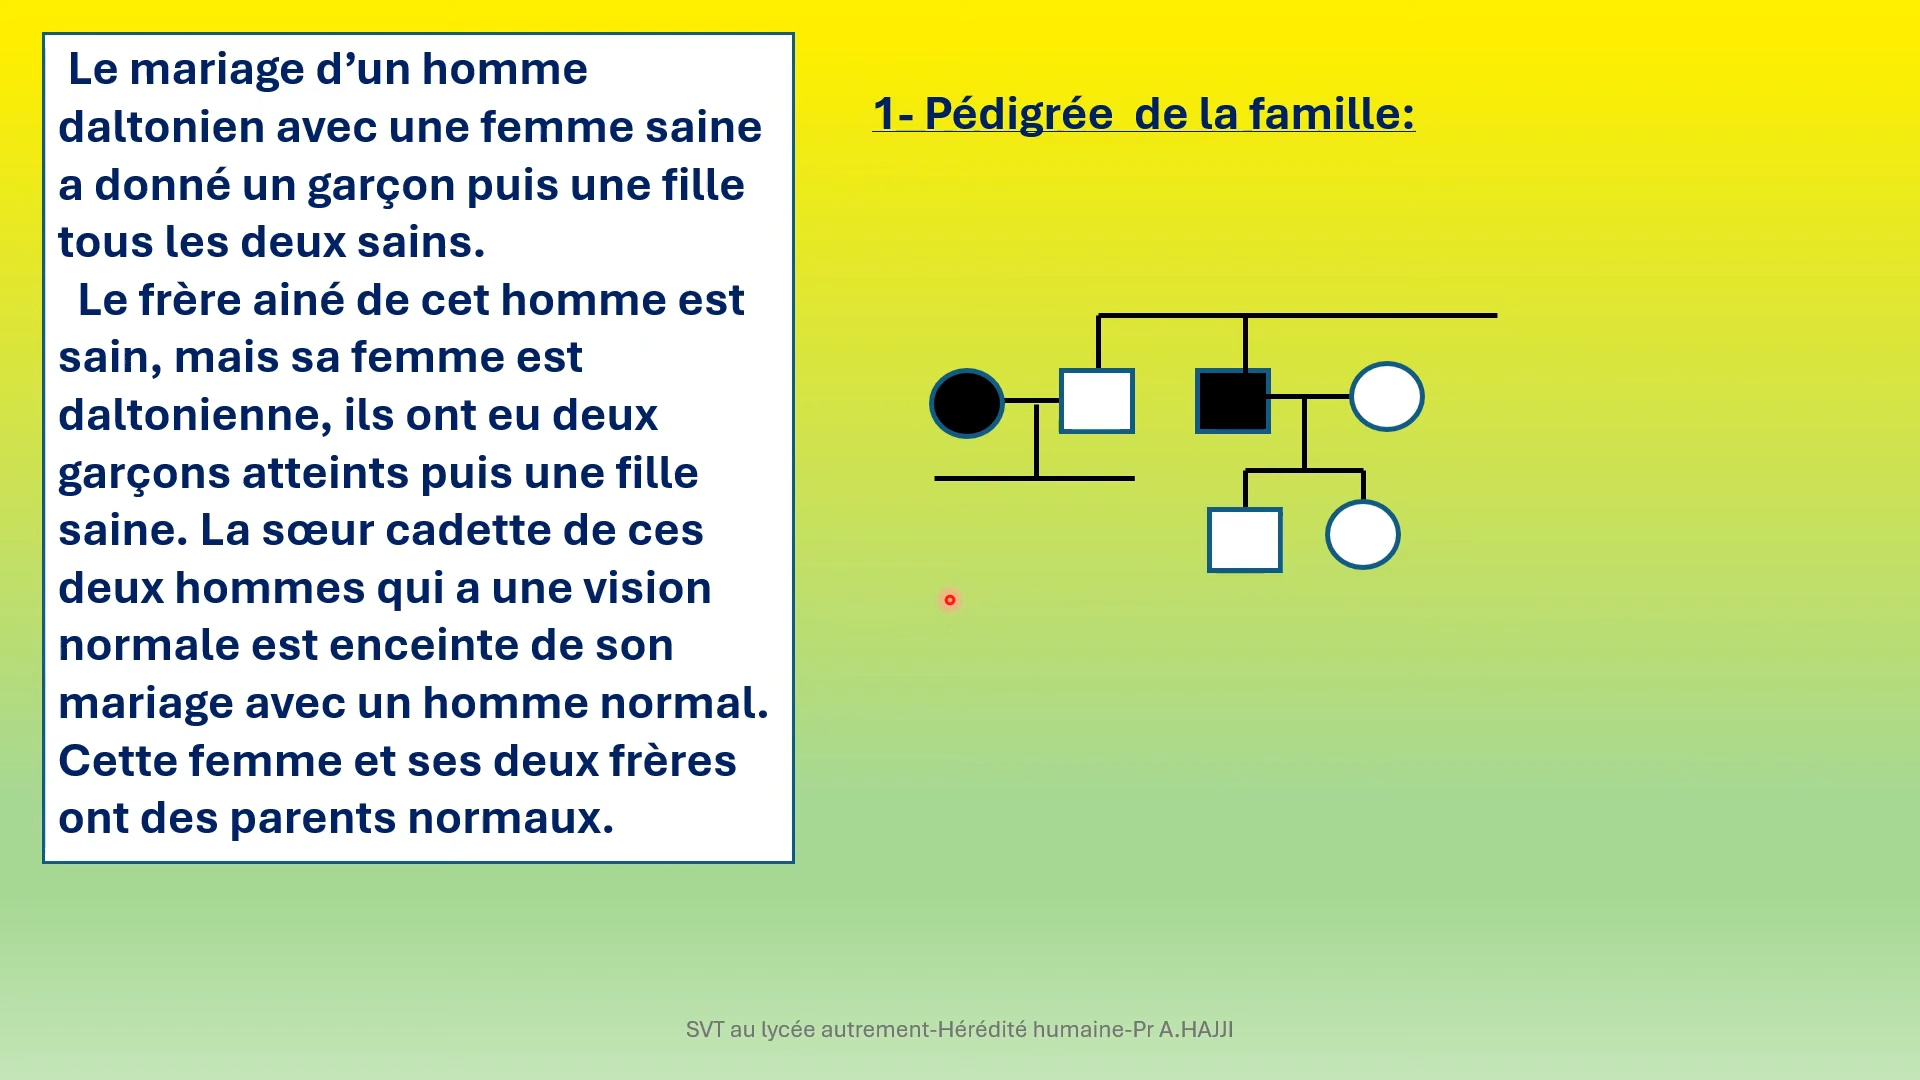 Le mariage d’un homme
daltonien avec une femme saine
a donné un garçon puis une fille
tous les deux sains.
Le frère ainé de cet homme est
sain, mais sa femme est
daltonienne, ils ont eu deux
garçons atteints puis une fille
saine. La sœur cadette de ces
deux hommes qui a une vision
normale est enceinte de son
mariage avec un homme normal.
Cette femme et ses deux frères
ont des parents normaux.
1- Pédigrée de la famille:
SVT au lycée autrement-Hérédité humaine-Pr A.HAJJI